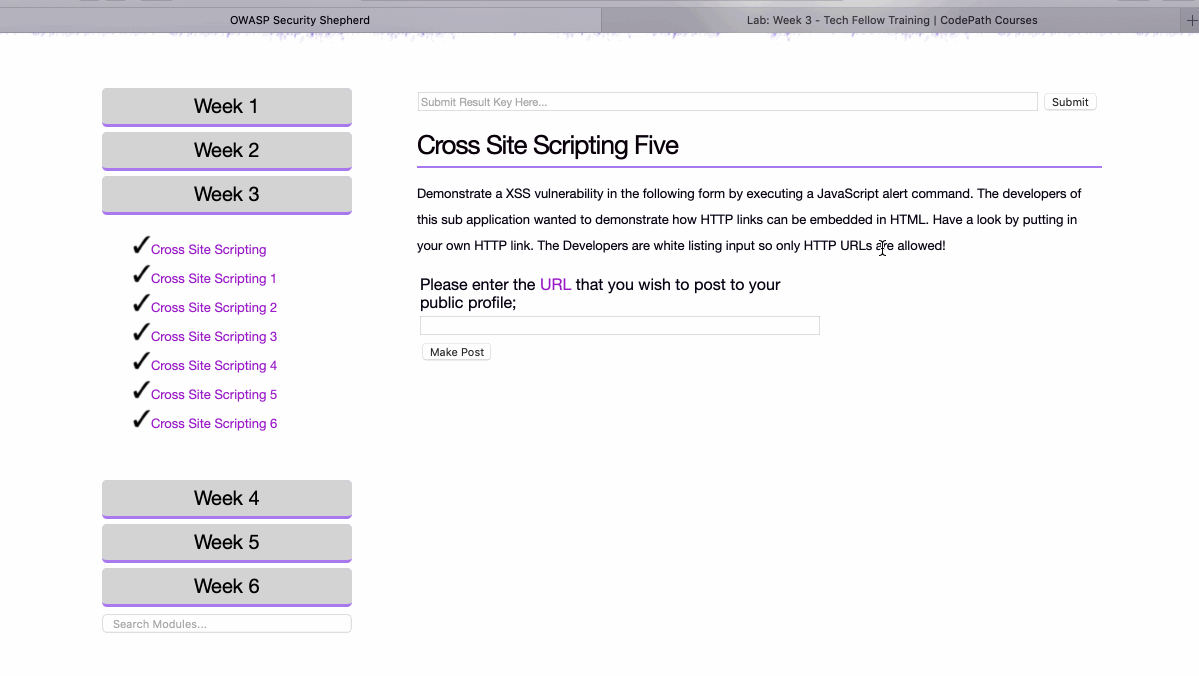 OWASP Security Shepherd
Lab: Week 3 - Tech Fellow Training | CodePath Courses
Week 1
Week 2
Week 3
Cross Site Scripting
Cross Site Scripting 1
Cross Site Scripting 2
Cross Site Scripting 3
Cross Site Scripting 4
Cross Site Scripting 5
Cross Site Scripting 6
Week 4
Week 5
Week 6
Search Modules...
Submit Result Key Here...
Submit
Cross Site Scripting Five
Demonstrate a XSS vulnerability in the following form by executing a JavaScript alert command. The developers of
this sub application wanted to demonstrate how HTTP links can be embedded in HTML. Have a look by putting in
your own HTTP link. The Developers are white listing input so only HTTP URLs are allowed!
Please enter the URL that you wish to post to your
public profile;
Make Post